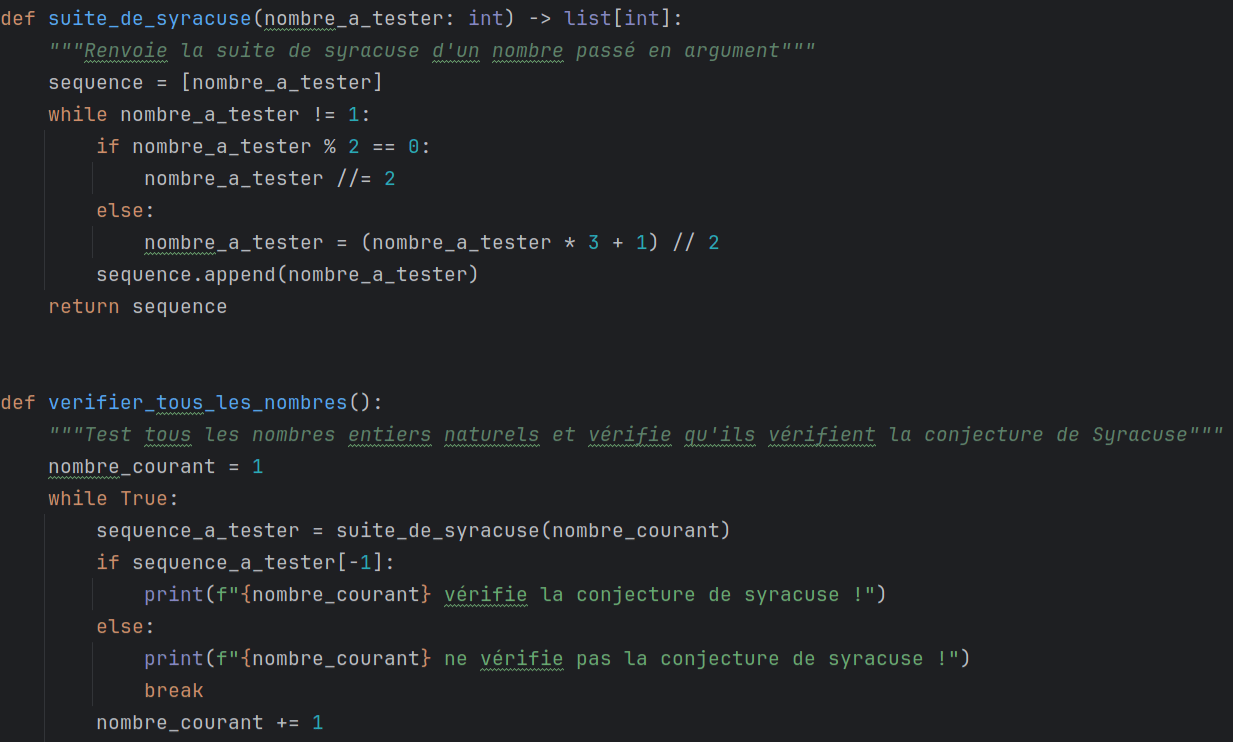 def suite_de_syracuse(nombre_a_tester: int) -> list[int]:
    """Renvoie la suite de syracuse d'un nombre passé en argument"""
    sequence = [nombre_a_tester]
    while nombre_a_tester != 1:
        if nombre_a_tester % 2 == 0:
            nombre_a_tester //= 2
        else:
            nombre_a_tester = (nombre_a_tester * 3 + 1) // 2
        sequence.append(nombre_a_tester)
    return sequence
def verifier_tous_les_nombres():
    """Test tous les nombres entiers naturels et vérifie qu'ils vérifient la conjecture de Syracuse"""
    nombre_courant = 1
    while True:
        sequence_a_tester = suite_de_syracuse(nombre_courant)
        if sequence_a_tester[-1]:
            print(f"{nombre_courant} vérifie la conjecture de syracuse !")
        else:
            print(f"{nombre_courant} ne vérifie pas la conjecture de syracuse !")
            break
        nombre_courant += 1